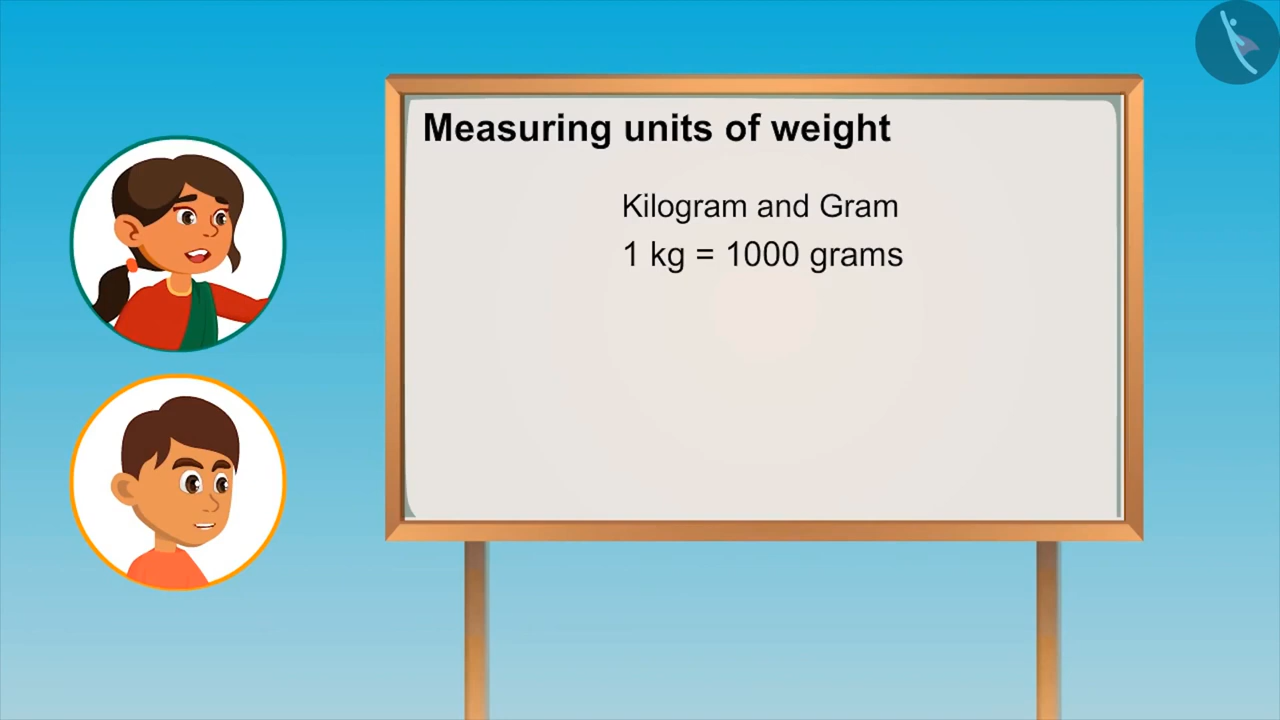 Measuring units of weight
Kilogram and Gram
1 kg = 1000 grams